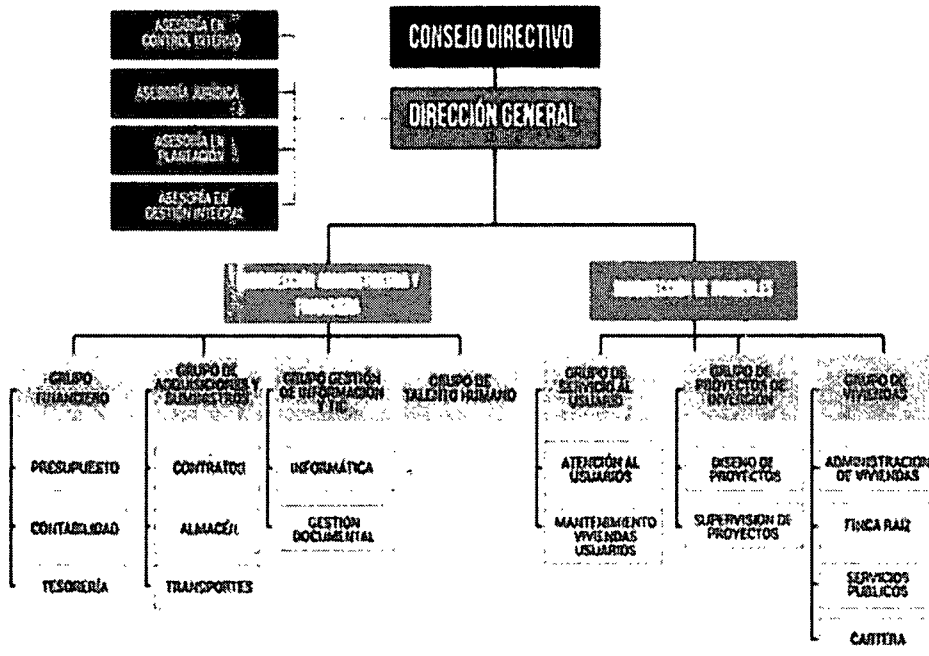 ASESORÍA EN
CONTROL INTERNO
ASESORÍA JURÍDICA
ASESORÍA EN
PLANEACIÓN
ASESORÍA EN
GESTIÓN INTEGRAL
CONSEJO DIRECTIVO
DIRECCIÓN GENERAL
Y
GRUPO
FINANCIERO
PRESUPUESTO
CONTABILIDAD
TESORERÍA
GRUPO DE
ADQUISICIONES Y
SUMINISTROS
CONTRATOS
ALMACÉN
TRANSPORTES
GRUPO GESTIÓN
DE INFORMACIÓN
Y TIC
INFORMÁTICA
GESTIÓN
DOCUMENTAL
GRUPO DE
TALENTO HUMANO
GRUPO DE
SERVICIO AL
USUARIO
ATENCIÓN AL
USUARIOS
MANTENIMIENTO
VIVIENDAS
USUARIOS
GRUPO DE
PROYECTOS DE
INVERSIÓN
DISEÑO DE
PROYECTOS
SUPERVISIÓN DE
PROYECTOS
GRUPO DE
VIVIENDAS
ADMINISTRACIÓN
DE VIVIENDAS
FINCA RAÍZ
SERVICIOS
PÚBLICOS
CARTERA